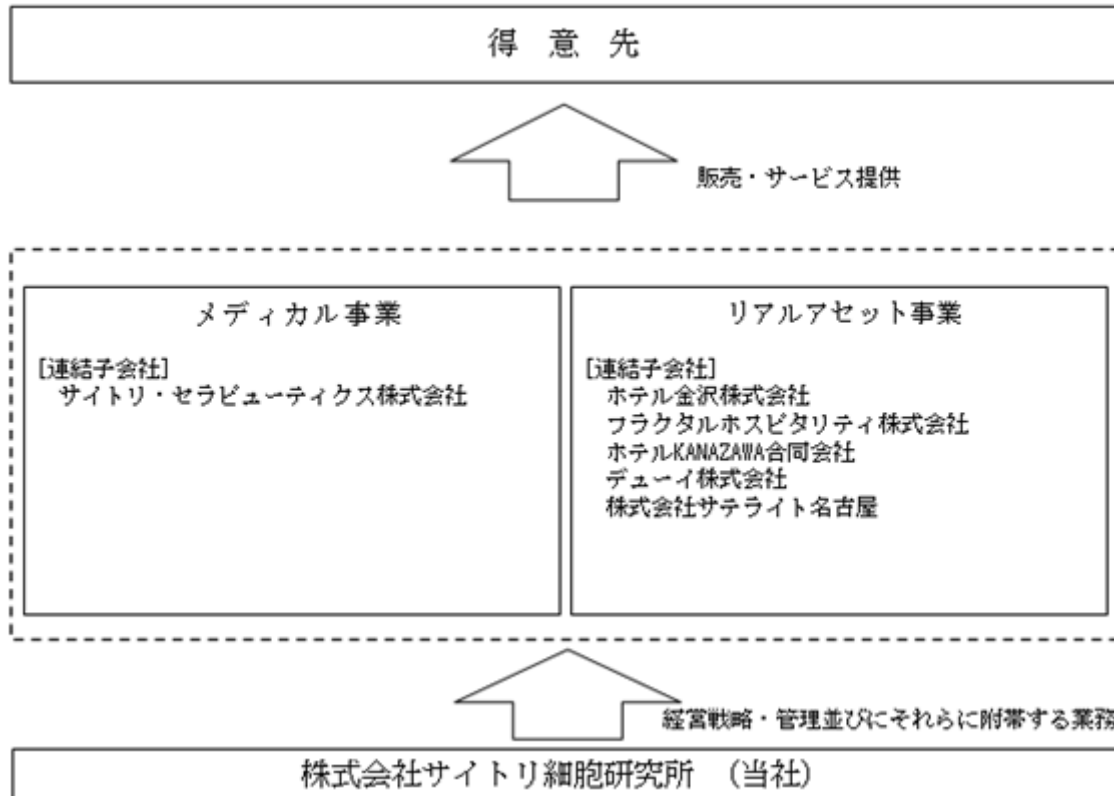 得意先
販売・サービス提供
メディカル事業
[連結子会社]
サイトリ・セラピューティクス株式会社
リアルアセット事業
[連結子会社]
ホテル金沢株式会社
フラクタルホスピタリティ株式会社
ホテルKANAZAWA合同会社
デューイ株式会社
株式会社サテライト名古屋
経営戦略・管理並びにそれらに附帯する業務
株式会社サイトリ細胞研究所 (当社)